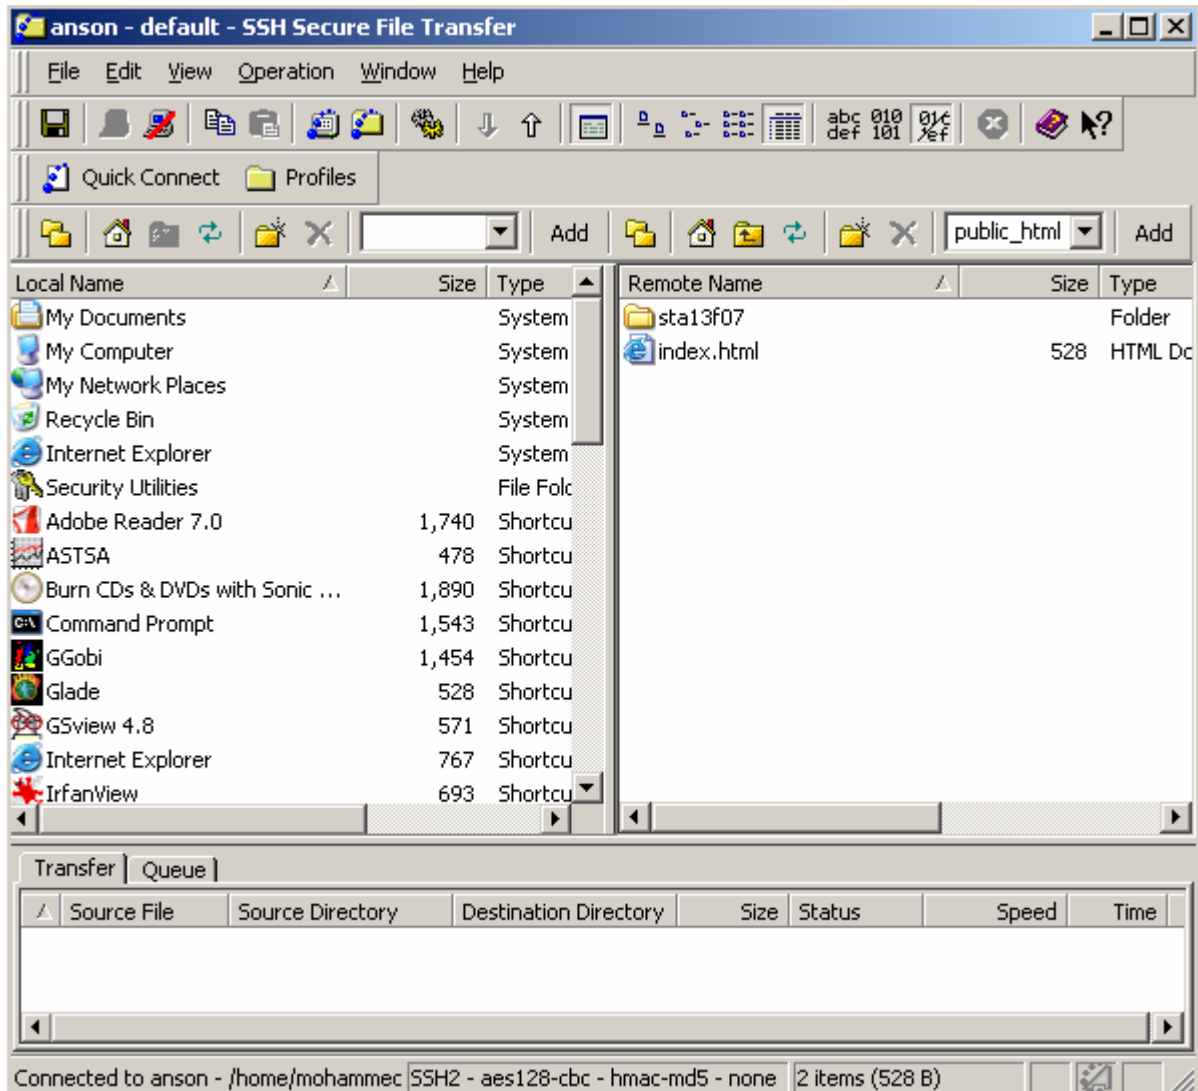 anson - default - SSH Secure File Transfer
File Edit View Operation Window Help
abc def 010 101
Quick Connect Profiles
Add public_html Add
Local Name Size Type Remote Name Size Type
My Documents System sta13f07 Folder
My Computer System index.html 528 HTML Do
My Network Places System
Recycle Bin System
Internet Explorer System
Security Utilities File Fold
Adobe Reader 7.0 1,740 Shortcu
ASTSA 478 Shortcu
Burn CDs & DVDs with Sonic ... 1,890 Shortcu
C:\ Command Prompt 1,543 Shortcu
GGobi 1,454 Shortcu
Glade 528 Shortcu
GSview 4.8 571 Shortcu
Internet Explorer 767 Shortcu
IrfanView 693 Shortcu
Transfer Queue
Source File Source Directory Destination Directory Size Status Speed Time
Connected to anson - /home/mohammec SSH2 - aes128-cbc - hmac-md5 - none 2 items (528 B)